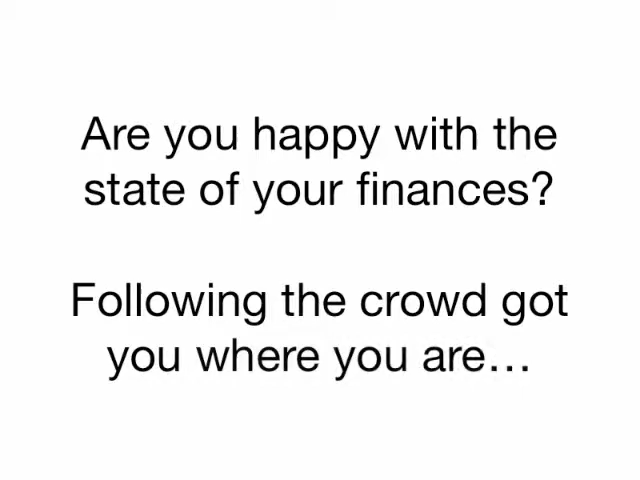 Are you happy with the
state of your finances?
Following the crowd got
you where you are…